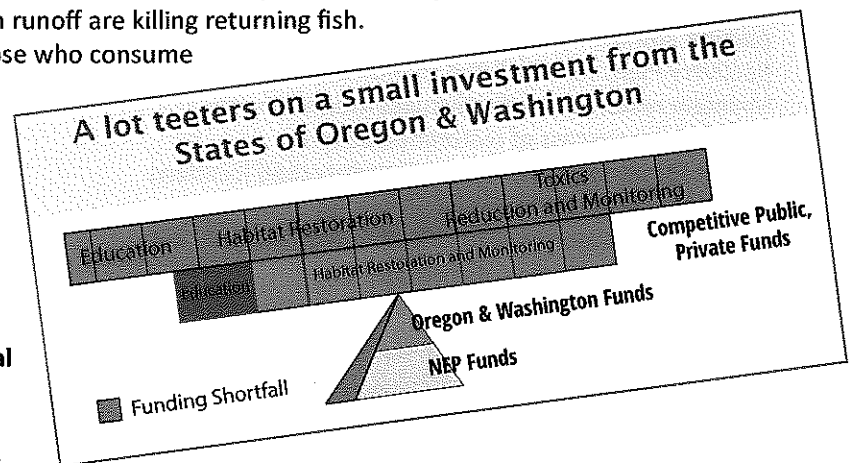 n runoff are killing returning fish.
ose who consume
A lot teeters on a small investment from the
States of Oregon & Washington
Toxics
Education
Habitat Restoration
Reduction and Monitoring
Competitive Public,
Private Funds
Education
Habitat Restoration and Monitoring
Oregon & Washington Funds
NEP Funds
al
Funding Shortfall